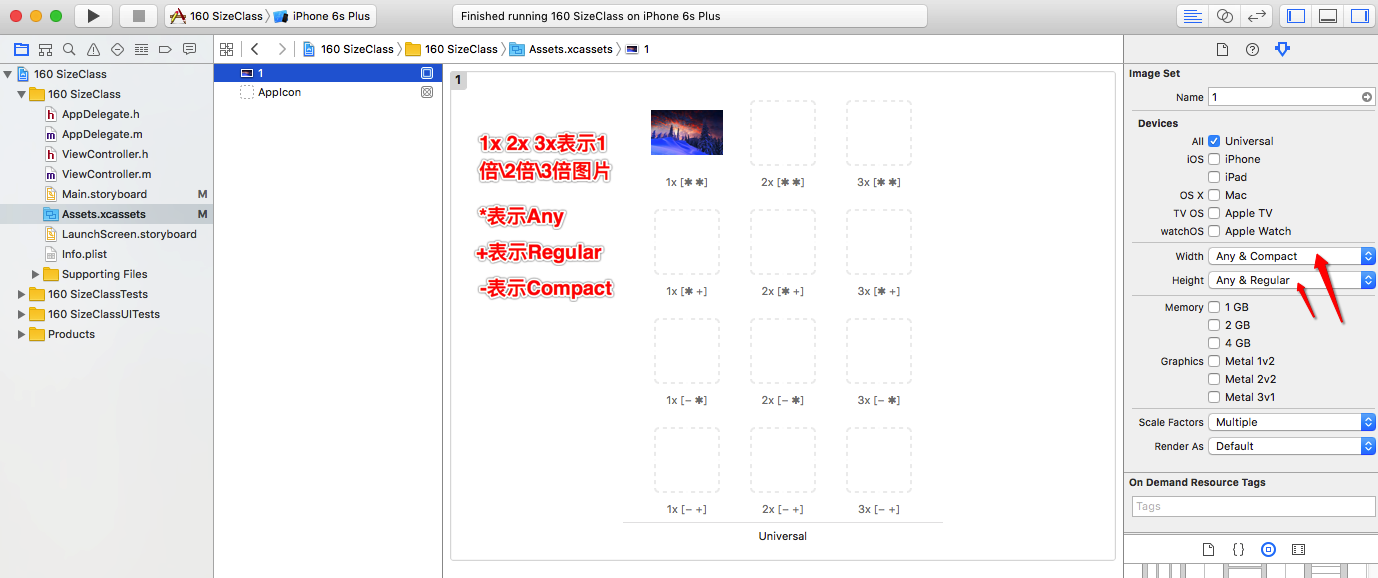 160 SizeClass iPhone 6s Plus
Finished running 160 SizeClass on iPhone 6s Plus
160 SizeClass 160 SizeClass Assets.xcassets 1
160 SizeClass
160 SizeClass
h AppDelegate.h
m AppDelegate.m
h ViewController.h
m ViewController.m
Main.storyboard M
Assets.xcassets M
LaunchScreen.storyboard
Info.plist
Supporting Files
160 SizeClassTests
160 SizeClassUITests
Products
1
AppIcon
1
1x 2x 3x表示1
倍\2倍\3倍图片
*表示Any
+表示Regular
-表示Compact
1x [✱ ✱] 2x [✱ ✱] 3x [✱ ✱]
1x [✱ +] 2x [✱ +] 3x [✱ +]
1x [− ✱] 2x [− ✱] 3x [− ✱]
1x [− +] 2x [− +] 3x [− +]
Universal
Image Set
Name 1
Devices
All Universal
iOS iPhone
iPad
OS X Mac
TV OS Apple TV
watchOS Apple Watch
Width Any & Compact
Height Any & Regular
Memory 1 GB
2 GB
4 GB
Graphics Metal 1v2
Metal 2v2
Metal 3v1
Scale Factors Multiple
Render As Default
On Demand Resource Tags
Tags